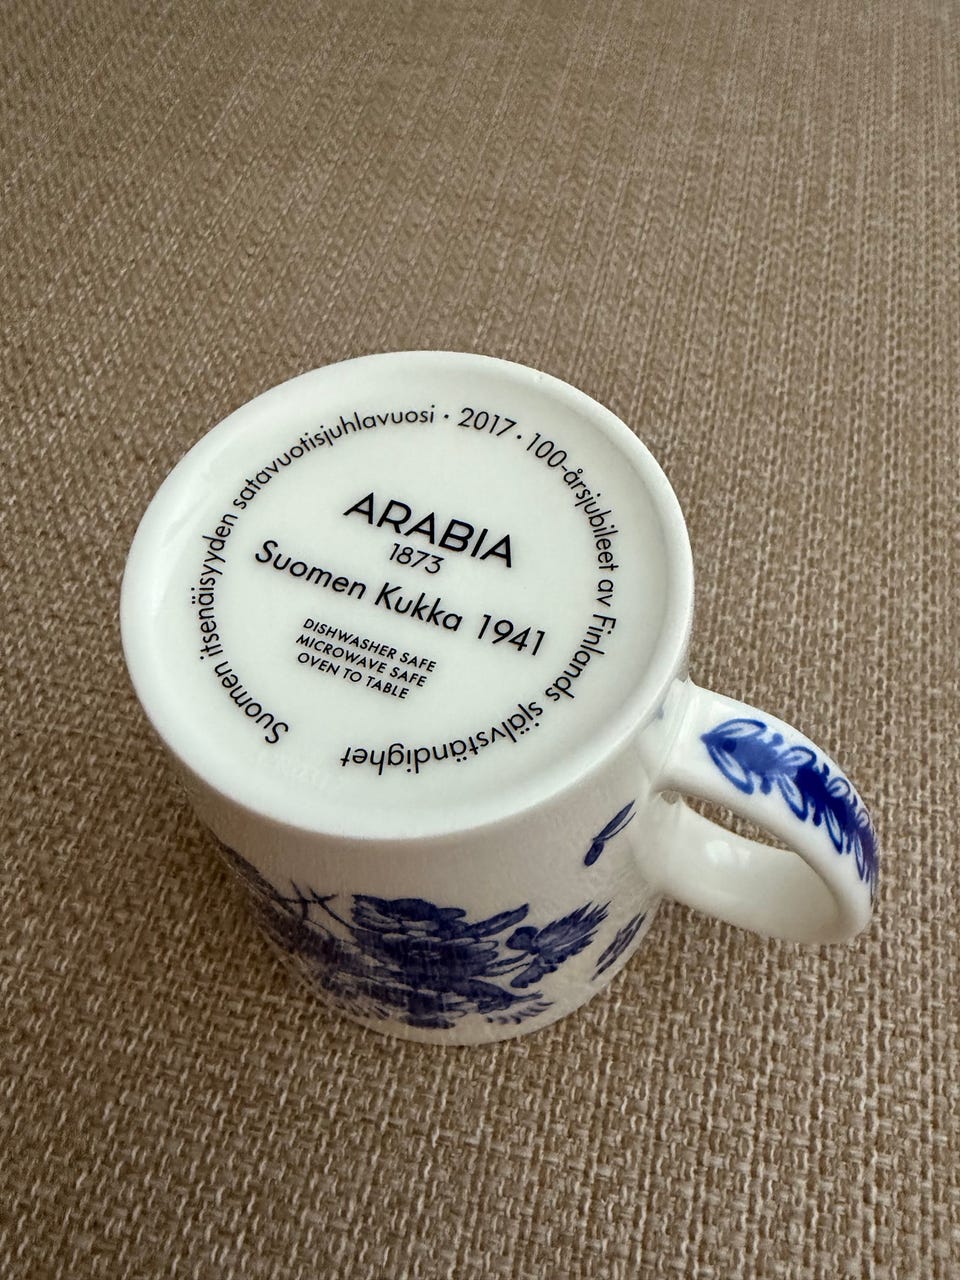 Suomen itsenäisyyden satavuotisjuhlavuosi · 2017 · 100-årsjubileet av Finlands självständighet
ARABIA
1873
Suomen Kukka 1941
DISHWASHER SAFE
MICROWAVE SAFE
OVEN TO TABLE